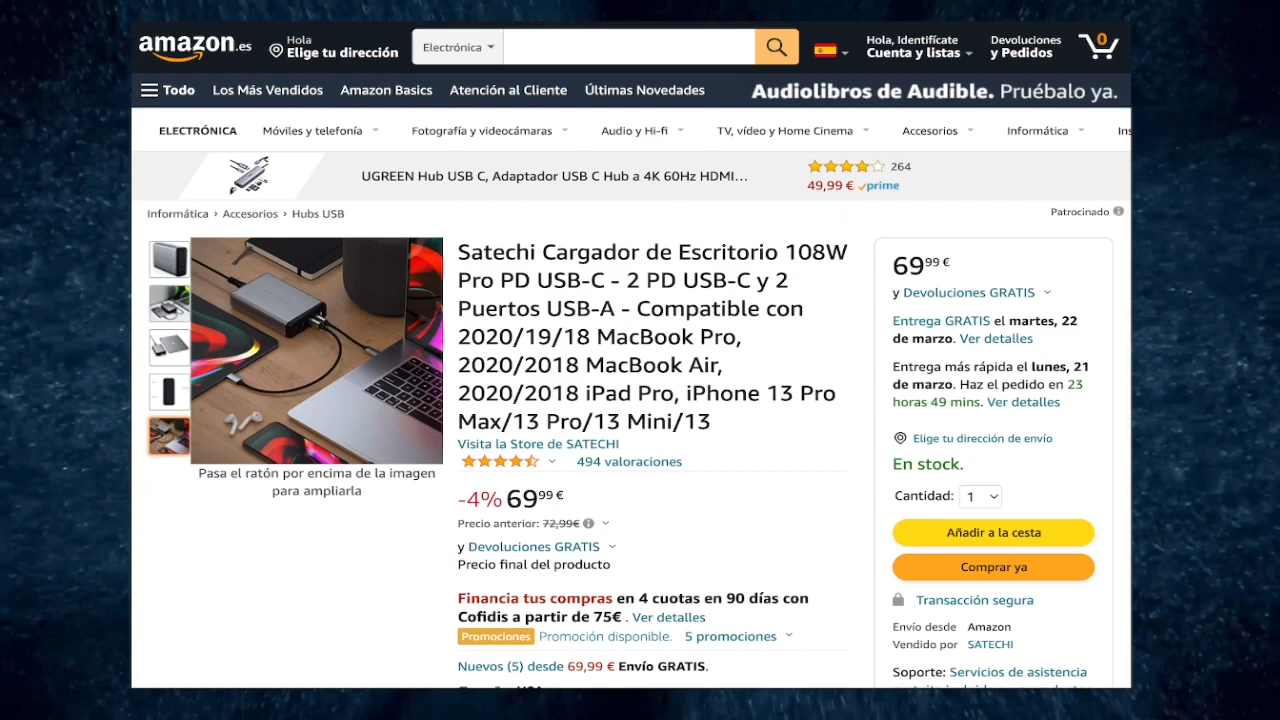 amazon.es
Hola
Elige tu dirección
Electrónica
Hola, Identifícate
Cuenta y listas
Devoluciones
y Pedidos
0
Todo
Los Más Vendidos
Amazon Basics
Atención al Cliente
Últimas Novedades
Audiolibros de Audible. Pruébalo ya.
ELECTRÓNICA
Móviles y telefonía
Fotografía y videocámaras
Audio y Hi-fi
TV, vídeo y Home Cinema
Accesorios
Informática
Ins
UGREEN Hub USB C, Adaptador USB C Hub a 4K 60Hz HDMI...
264
49,99 € prime
Informática › Accesorios › Hubs USB
Patrocinado
Satechi Cargador de Escritorio 108W
Pro PD USB-C - 2 PD USB-C y 2
Puertos USB-A - Compatible con
2020/19/18 MacBook Pro,
2020/2018 MacBook Air,
2020/2018 iPad Pro, iPhone 13 Pro
Max/13 Pro/13 Mini/13
Visita la Store de SATECHI
494 valoraciones
Pasa el ratón por encima de la imagen
para ampliarla
-4% 69,99 €
Precio anterior: 72,99€
y Devoluciones GRATIS
Precio final del producto
Financia tus compras en 4 cuotas en 90 días con
Cofidis a partir de 75€ . Ver detalles
Promociones Promoción disponible. 5 promociones
Nuevos (5) desde 69,99 € Envío GRATIS.
69,99 €
y Devoluciones GRATIS
Entrega GRATIS el martes, 22
de marzo. Ver detalles
Entrega más rápida el lunes, 21
de marzo. Haz el pedido en 23
horas 49 mins. Ver detalles
Elige tu dirección de envío
En stock.
Cantidad: 1
Añadir a la cesta
Comprar ya
Transacción segura
Envío desde Amazon
Vendido por SATECHI
Soporte: Servicios de asistencia